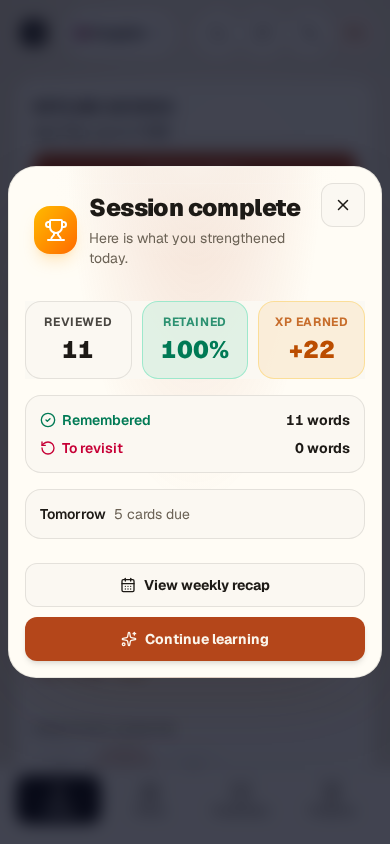 Session complete
Here is what you strengthened
today.
REVIEWED
11
RETAINED
100%
XP EARNED
+22
Remembered 11 words
To revisit 0 words
Tomorrow 5 cards due
View weekly recap
Continue learning